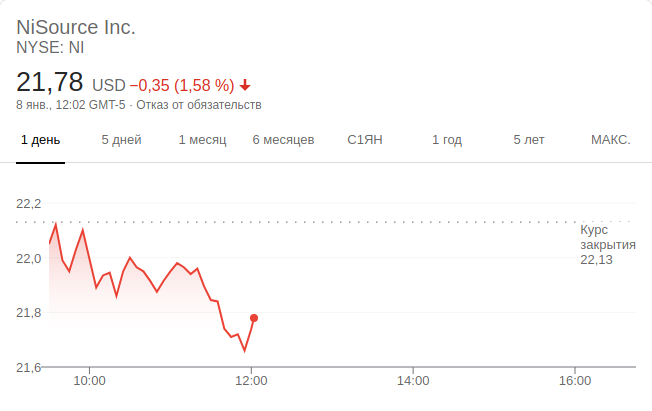 NiSource Inc.
NYSE: NI
21,78 USD −0,35 (1,58 %)
8 янв., 12:02 GMT-5 · Отказ от обязательств
1 день 5 дней 1 месяц 6 месяцев С1ЯН 1 год 5 лет МАКС.
22,2
Курс
закрытия
22,13
22,0
21,8
21,6
10:00 12:00 14:00 16:00